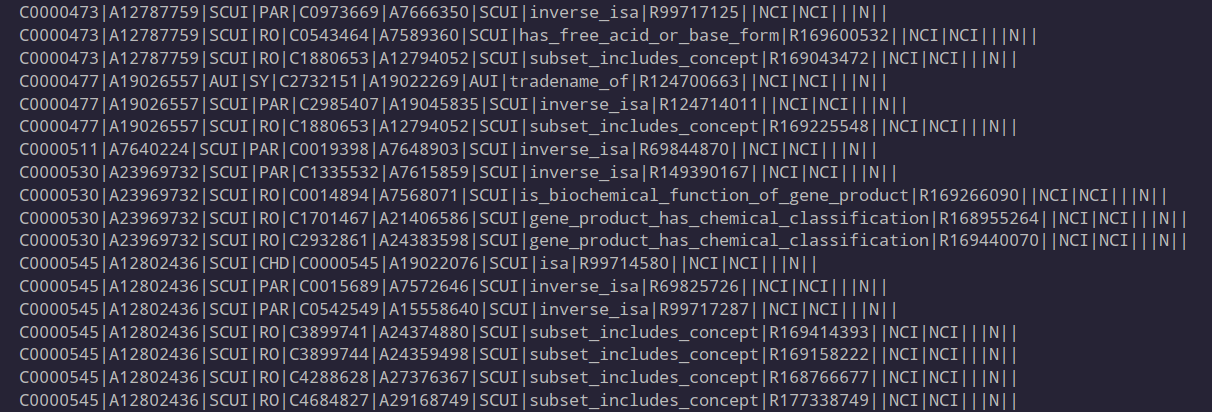 C0000473|A12787759|SCUI|PAR|C0973669|A7666350|SCUI|inverse_isa|R99717125||NCI|NCI|||N||
C0000473|A12787759|SCUI|RO|C0543464|A7589360|SCUI|has_free_acid_or_base_form|R169600532||NCI|NCI|||N||
C0000473|A12787759|SCUI|RO|C1880653|A12794052|SCUI|subset_includes_concept|R169043472||NCI|NCI|||N||
C0000477|A19026557|AUI|SY|C2732151|A19022269|AUI|tradename_of|R124700663||NCI|NCI|||N||
C0000477|A19026557|SCUI|PAR|C2985407|A19045835|SCUI|inverse_isa|R124714011||NCI|NCI|||N||
C0000477|A19026557|SCUI|RO|C1880653|A12794052|SCUI|subset_includes_concept|R169225548||NCI|NCI|||N||
C0000511|A7640224|SCUI|PAR|C0019398|A7648903|SCUI|inverse_isa|R69844870||NCI|NCI|||N||
C0000530|A23969732|SCUI|PAR|C1335532|A7615859|SCUI|inverse_isa|R149390167||NCI|NCI|||N||
C0000530|A23969732|SCUI|RO|C0014894|A7568071|SCUI|is_biochemical_function_of_gene_product|R169266090||NCI|NCI|||N||
C0000530|A23969732|SCUI|RO|C1701467|A21406586|SCUI|gene_product_has_chemical_classification|R168955264||NCI|NCI|||N||
C0000530|A23969732|SCUI|RO|C2932861|A24383598|SCUI|gene_product_has_chemical_classification|R169440070||NCI|NCI|||N||
C0000545|A12802436|SCUI|CHD|C0000545|A19022076|SCUI|isa|R99714580||NCI|NCI|||N||
C0000545|A12802436|SCUI|PAR|C0015689|A7572646|SCUI|inverse_isa|R69825726||NCI|NCI|||N||
C0000545|A12802436|SCUI|PAR|C0542549|A15558640|SCUI|inverse_isa|R99717287||NCI|NCI|||N||
C0000545|A12802436|SCUI|RO|C3899741|A24374880|SCUI|subset_includes_concept|R169414393||NCI|NCI|||N||
C0000545|A12802436|SCUI|RO|C3899744|A24359498|SCUI|subset_includes_concept|R169158222||NCI|NCI|||N||
C0000545|A12802436|SCUI|RO|C4288628|A27376367|SCUI|subset_includes_concept|R168766677||NCI|NCI|||N||
C0000545|A12802436|SCUI|RO|C4684827|A29168749|SCUI|subset_includes_concept|R177338749||NCI|NCI|||N||